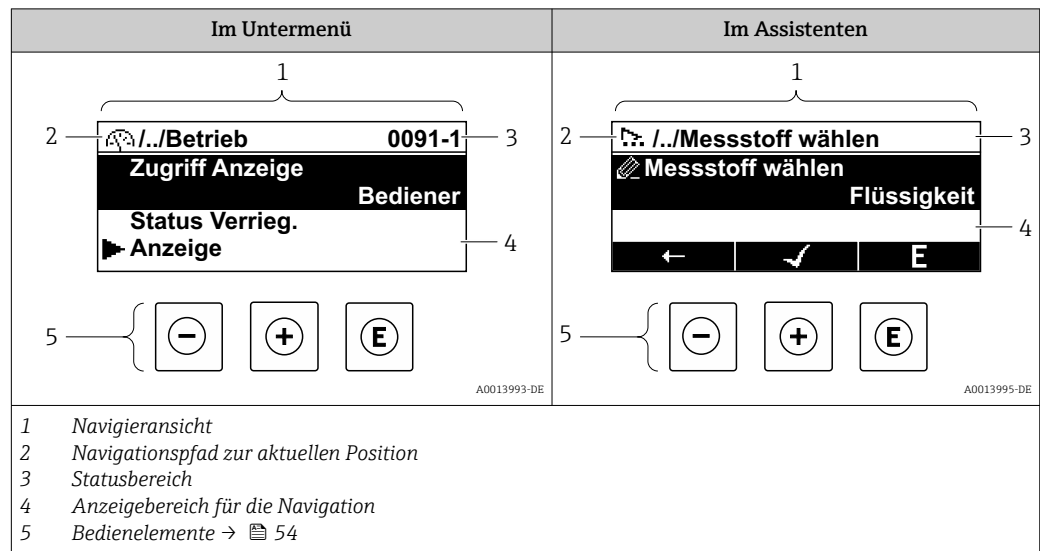 Im Untermenü
1
2
/../Betrieb 0091-1
3
Zugriff Anzeige
Bediener
Status Verrieg.
Anzeige
4
5
− + E
A0013993-DE
Im Assistenten
1
2
/../Messstoff wählen
3
Messstoff wählen
Flüssigkeit
4
← ✓ E
5
− + E
A0013995-DE
1 Navigieransicht
2 Navigationspfad zur aktuellen Position
3 Statusbereich
4 Anzeigebereich für die Navigation
5 Bedienelemente → 54